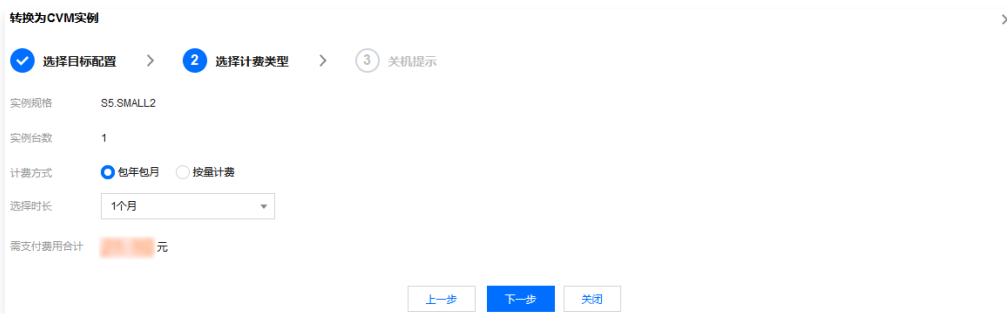 转换为CVM实例
选择目标配置 2 选择计费类型 3 关机提示
实例规格 S5.SMALL2
实例台数 1
计费方式 包年包月 按量计费
选择时长 1个月
需支付费用合计 元
上一步 下一步 关闭